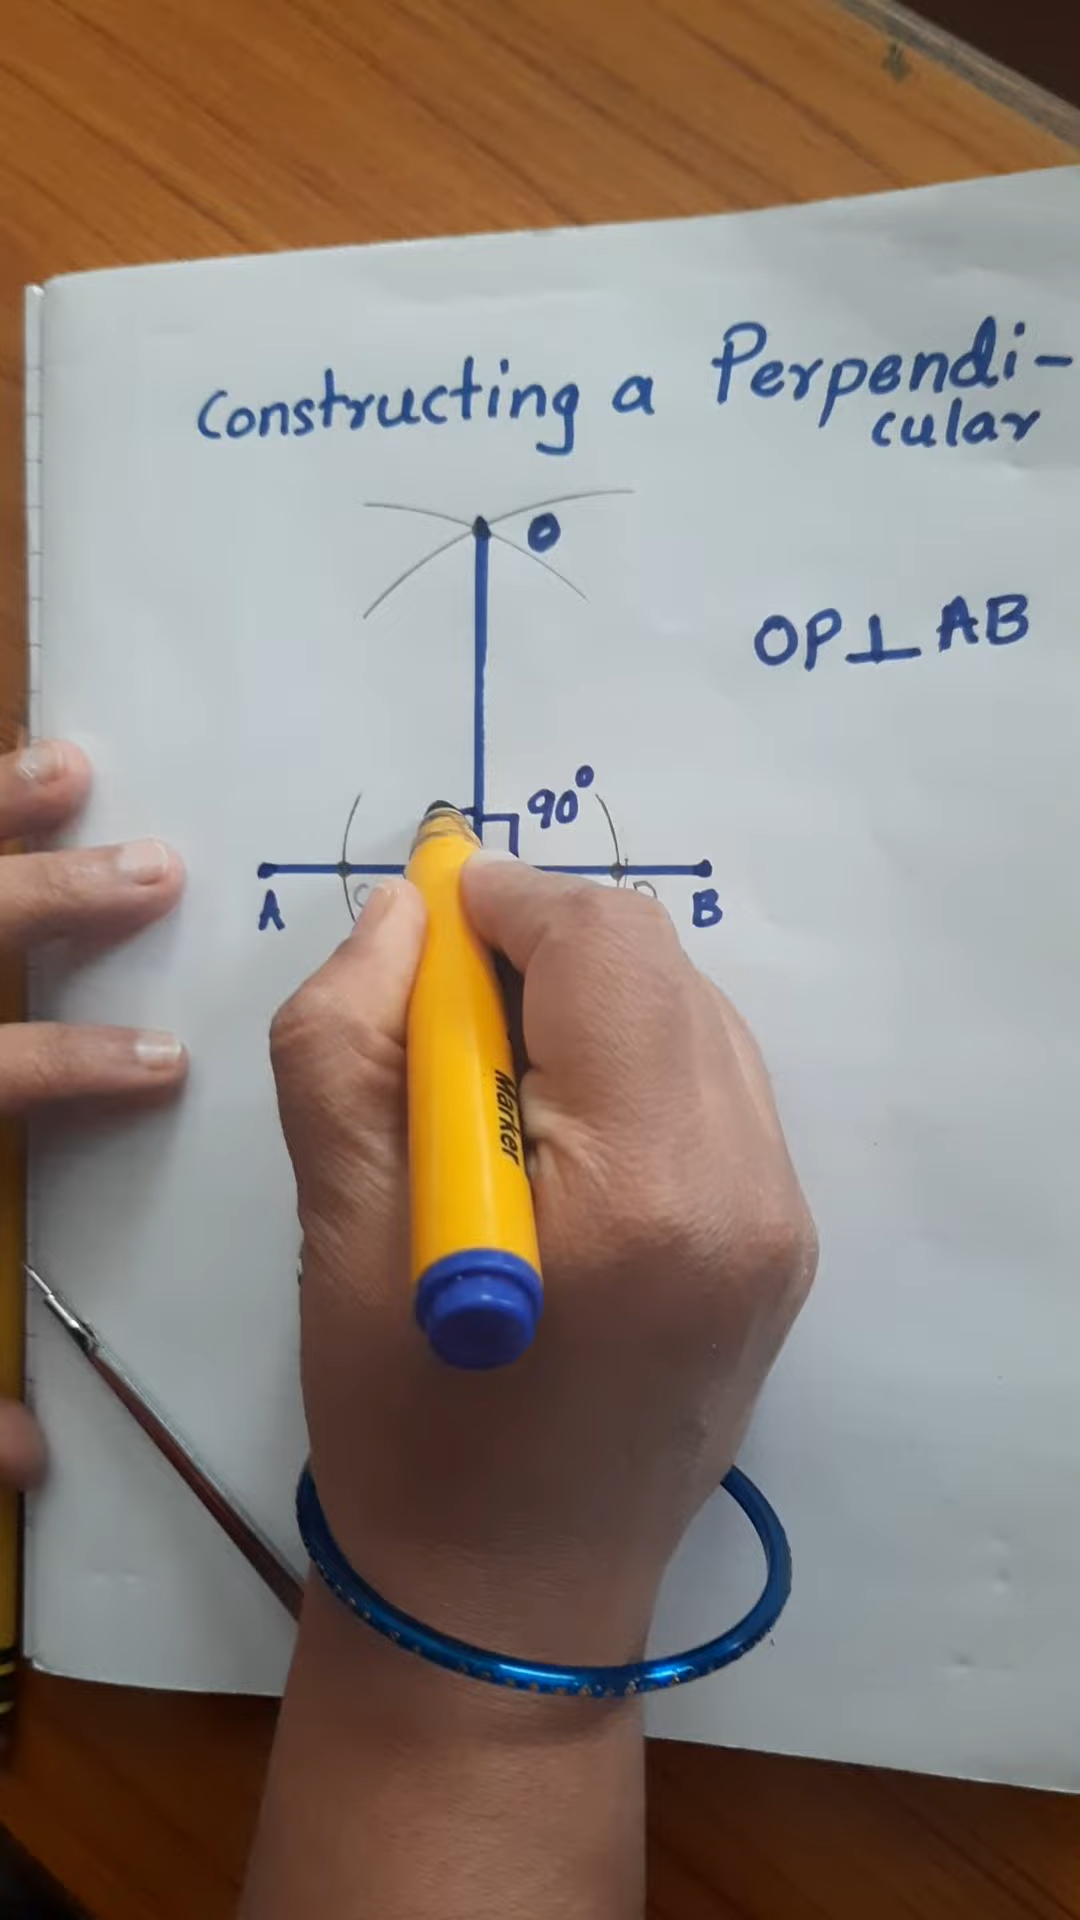 Constructing a Perpendi-
cular
O
OP⊥AB
90°
A
C
D
B
Marker